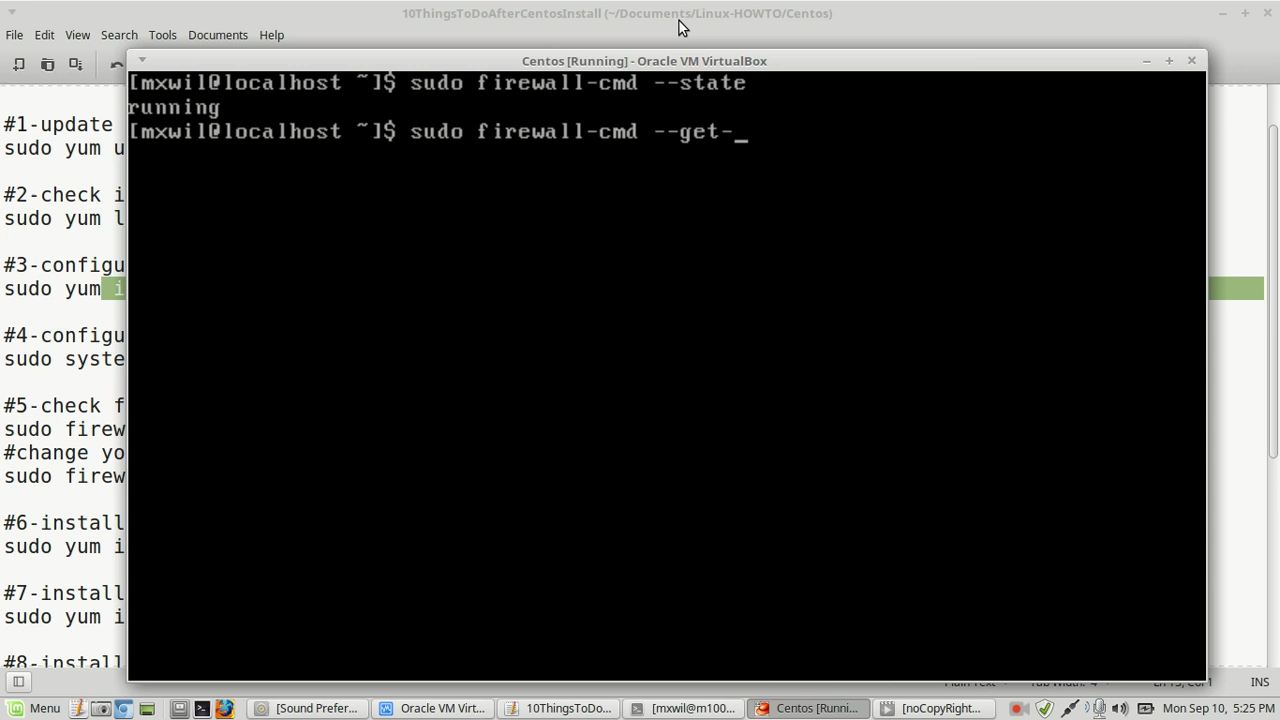 10ThingsToDoAfterCentosInstall (~/Documents/Linux-HOWTO/Centos)
File Edit View Search Tools Documents Help
Centos [Running] - Oracle VM VirtualBox
[mxwil@localhost ~]$ sudo firewall-cmd --state
running
[mxwil@localhost ~]$ sudo firewall-cmd --get-_
#1-update
sudo yum u
#2-check i
sudo yum l
#3-configu
sudo yum i
#4-configu
sudo syste
#5-check f
sudo firew
#change yo
sudo firew
#6-install
sudo yum i
#7-install
sudo yum i
#8-install
INS
Menu [Sound Prefer... Oracle VM Virt... 10ThingsToDo... [mxwil@m100... Centos [Runni... [noCopyRight... Mon Sep 10, 5:25 PM